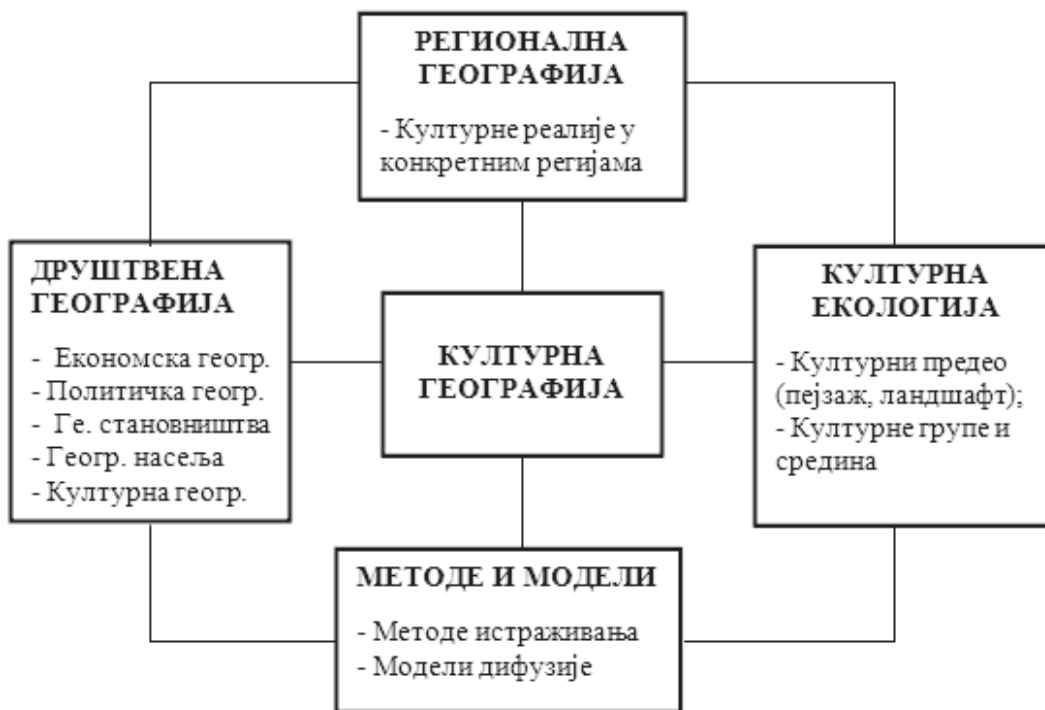 РЕГИОНАЛНА
ГЕОГРАФИЈА
- Културне реалије у
конкретним регијама
ДРУШТВЕНА
ГЕОГРАФИЈА
- Економска геогр.
- Политичка геогр.
- Ге. становништва
- Геогр. насеља
- Културна геогр.
КУЛТУРНА
ГЕОГРАФИЈА
КУЛТУРНА
ЕКОЛОГИЈА
- Културни предео
(пејзаж, ландшафт);
- Културне групе и
средина
МЕТОДЕ И МОДЕЛИ
- Методе истраживања
- Модели дифузије